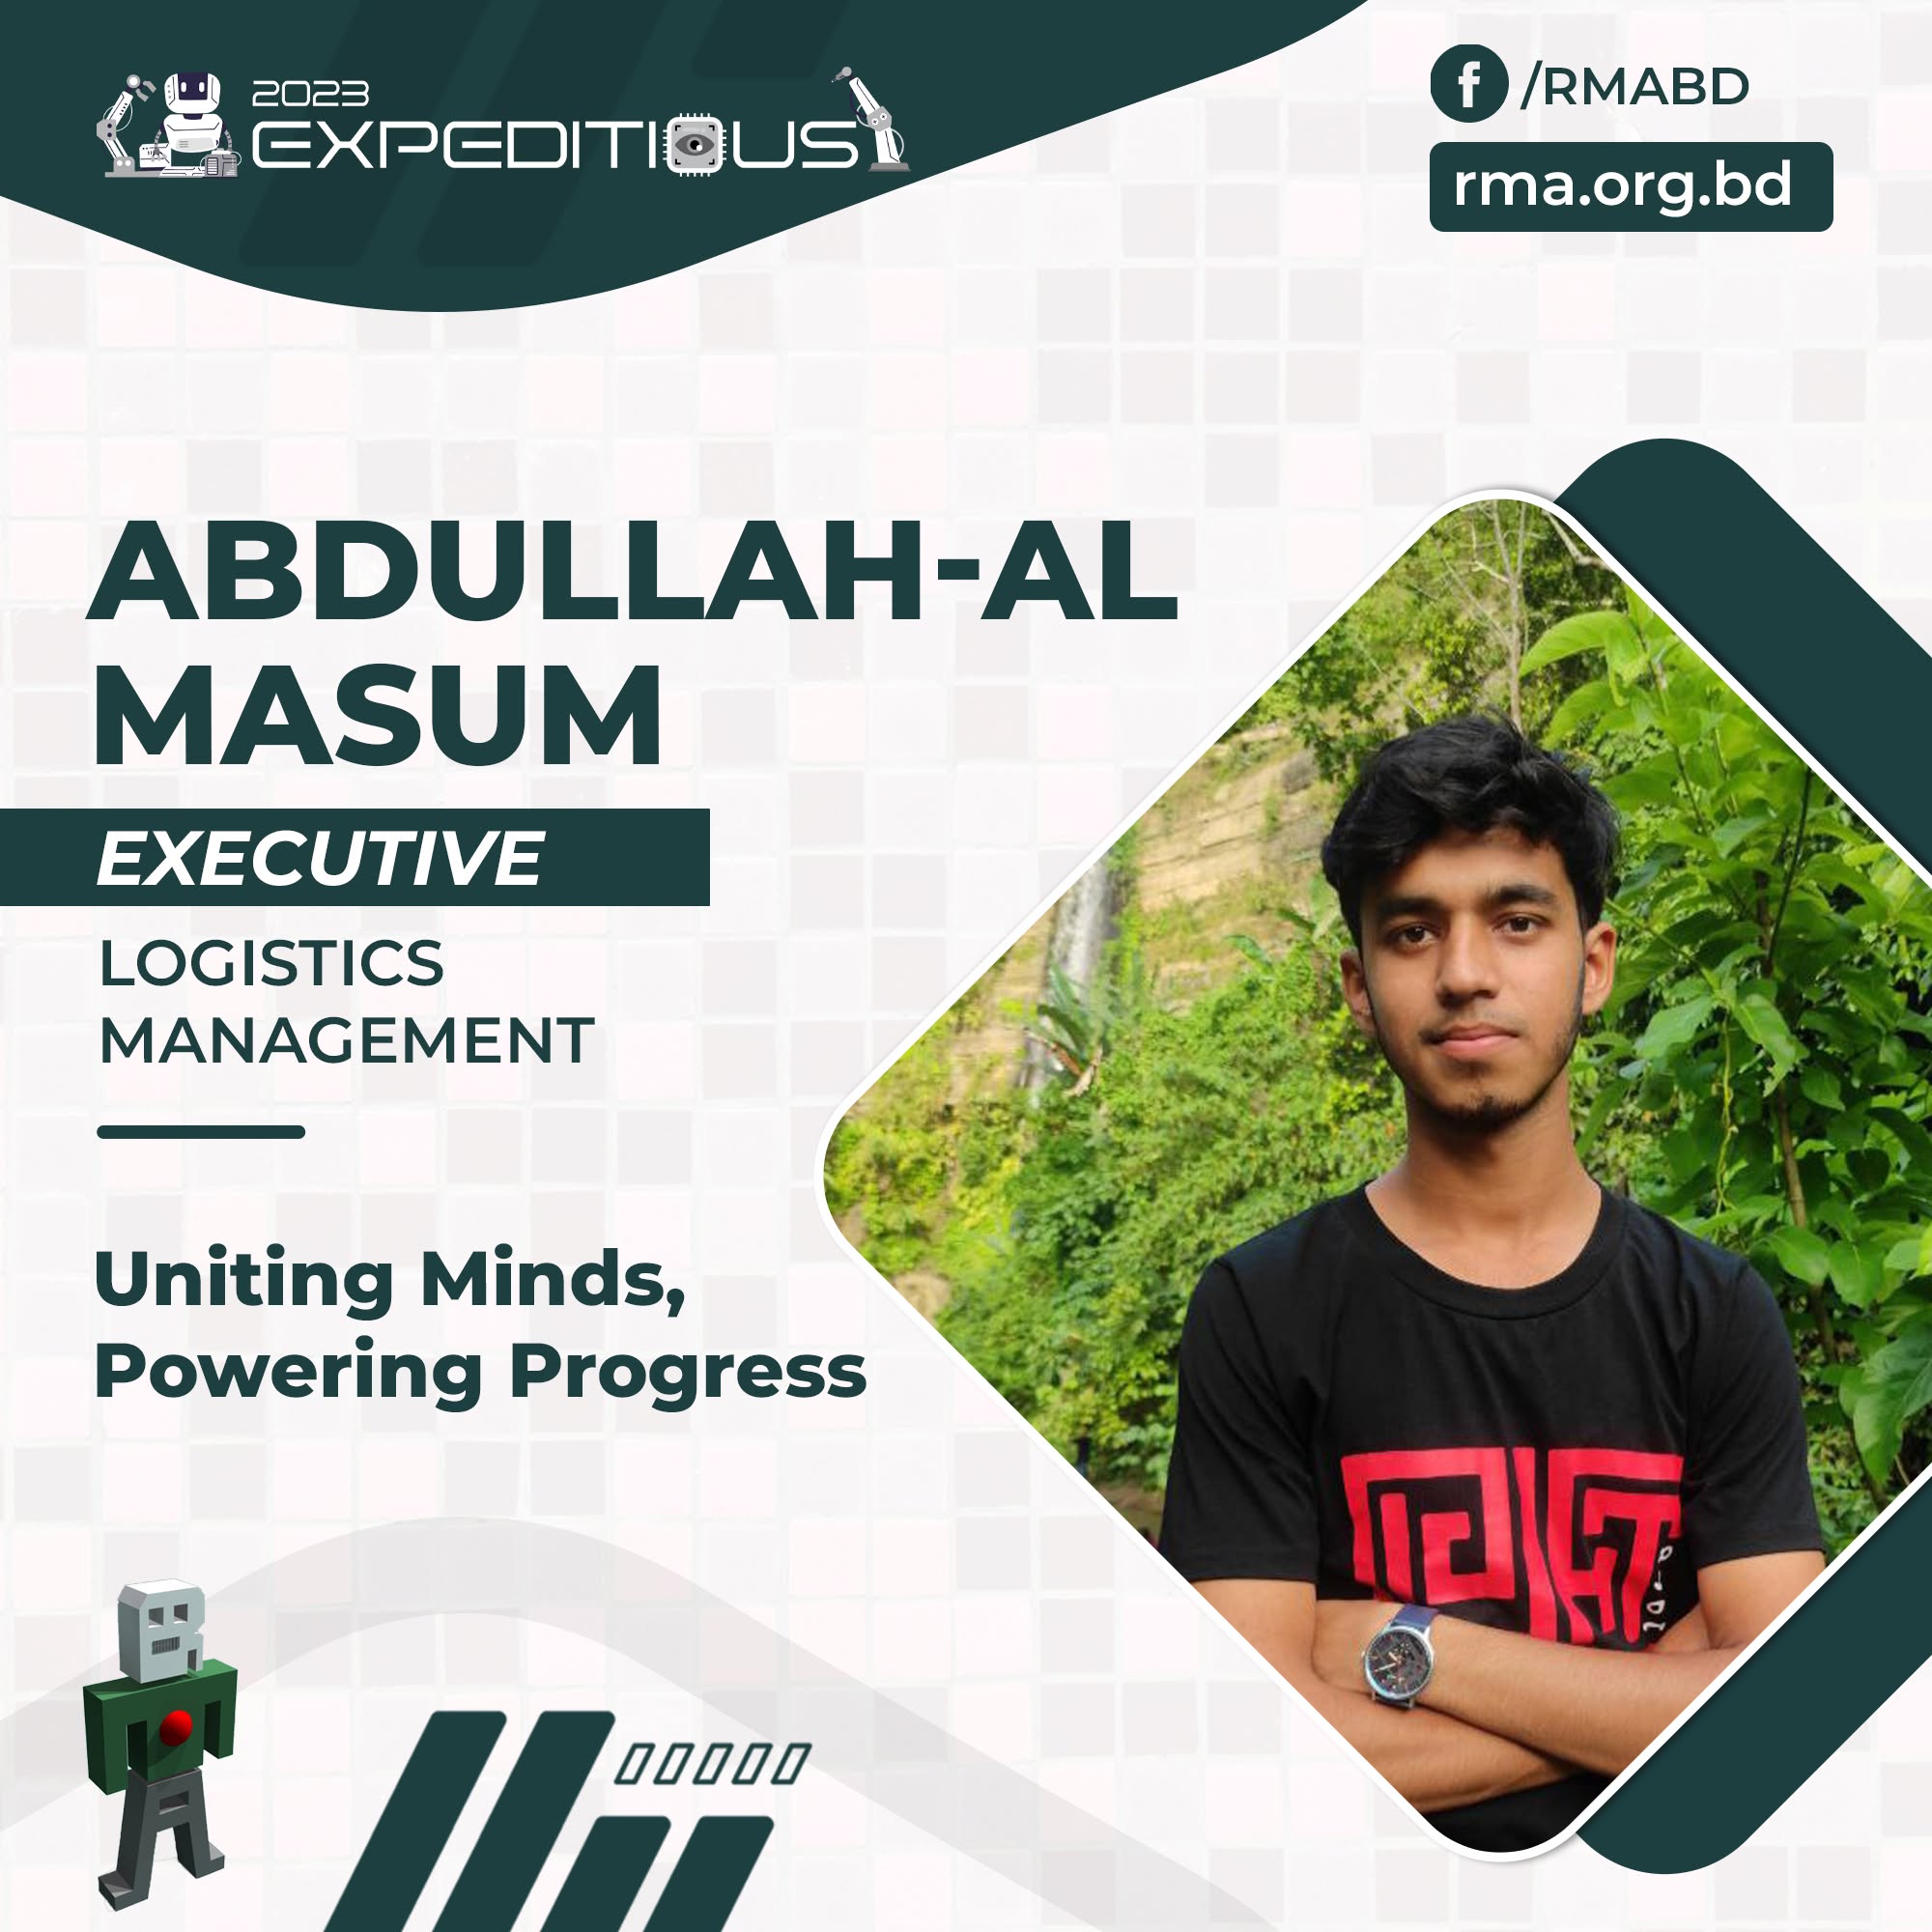 2023
EXPEDITIOUS
/RMABD
rma.org.bd
ABDULLAH-AL
MASUM
EXECUTIVE
LOGISTICS
MANAGEMENT
Uniting Minds,
Powering Progress